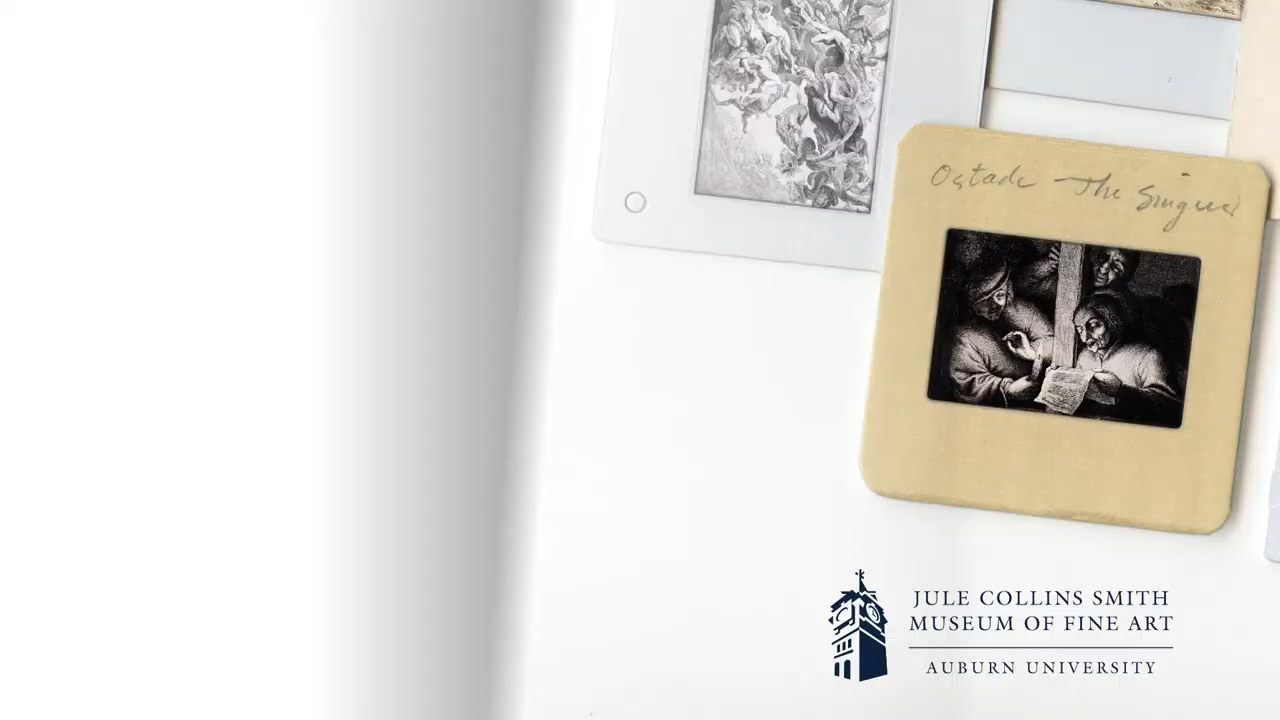 Ostade The Singers
JULE COLLINS SMITH
MUSEUM OF FINE ART
AUBURN UNIVERSITY